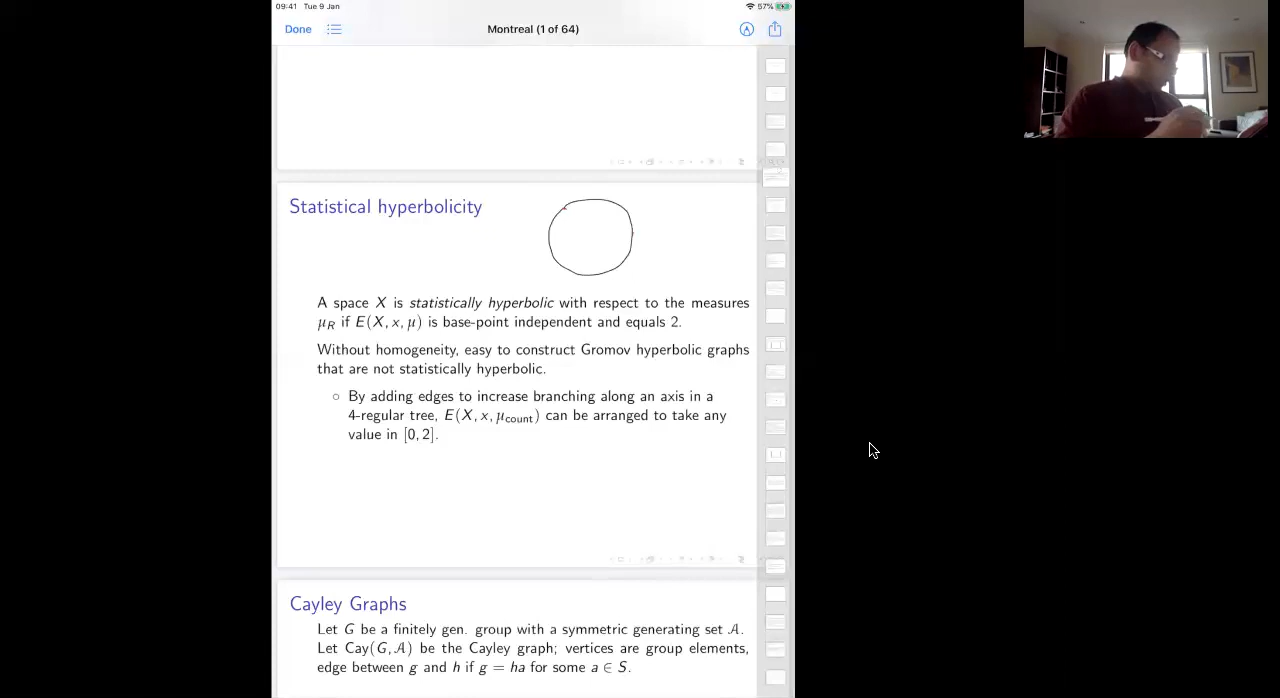 09:41 Tue 9 Jan
57%
Done
Montreal (1 of 64)
Statistical hyperbolicity
A space X is statistically hyperbolic with respect to the measures
μ_R if E(X, x, μ) is base-point independent and equals 2.
Without homogeneity, easy to construct Gromov hyperbolic graphs
that are not statistically hyperbolic.
○ By adding edges to increase branching along an axis in a
4-regular tree, E(X, x, μ_count) can be arranged to take any
value in [0, 2].
Cayley Graphs
Let G be a finitely gen. group with a symmetric generating set 𝒜.
Let Cay(G, 𝒜) be the Cayley graph; vertices are group elements,
edge between g and h if g = ha for some a ∈ S.